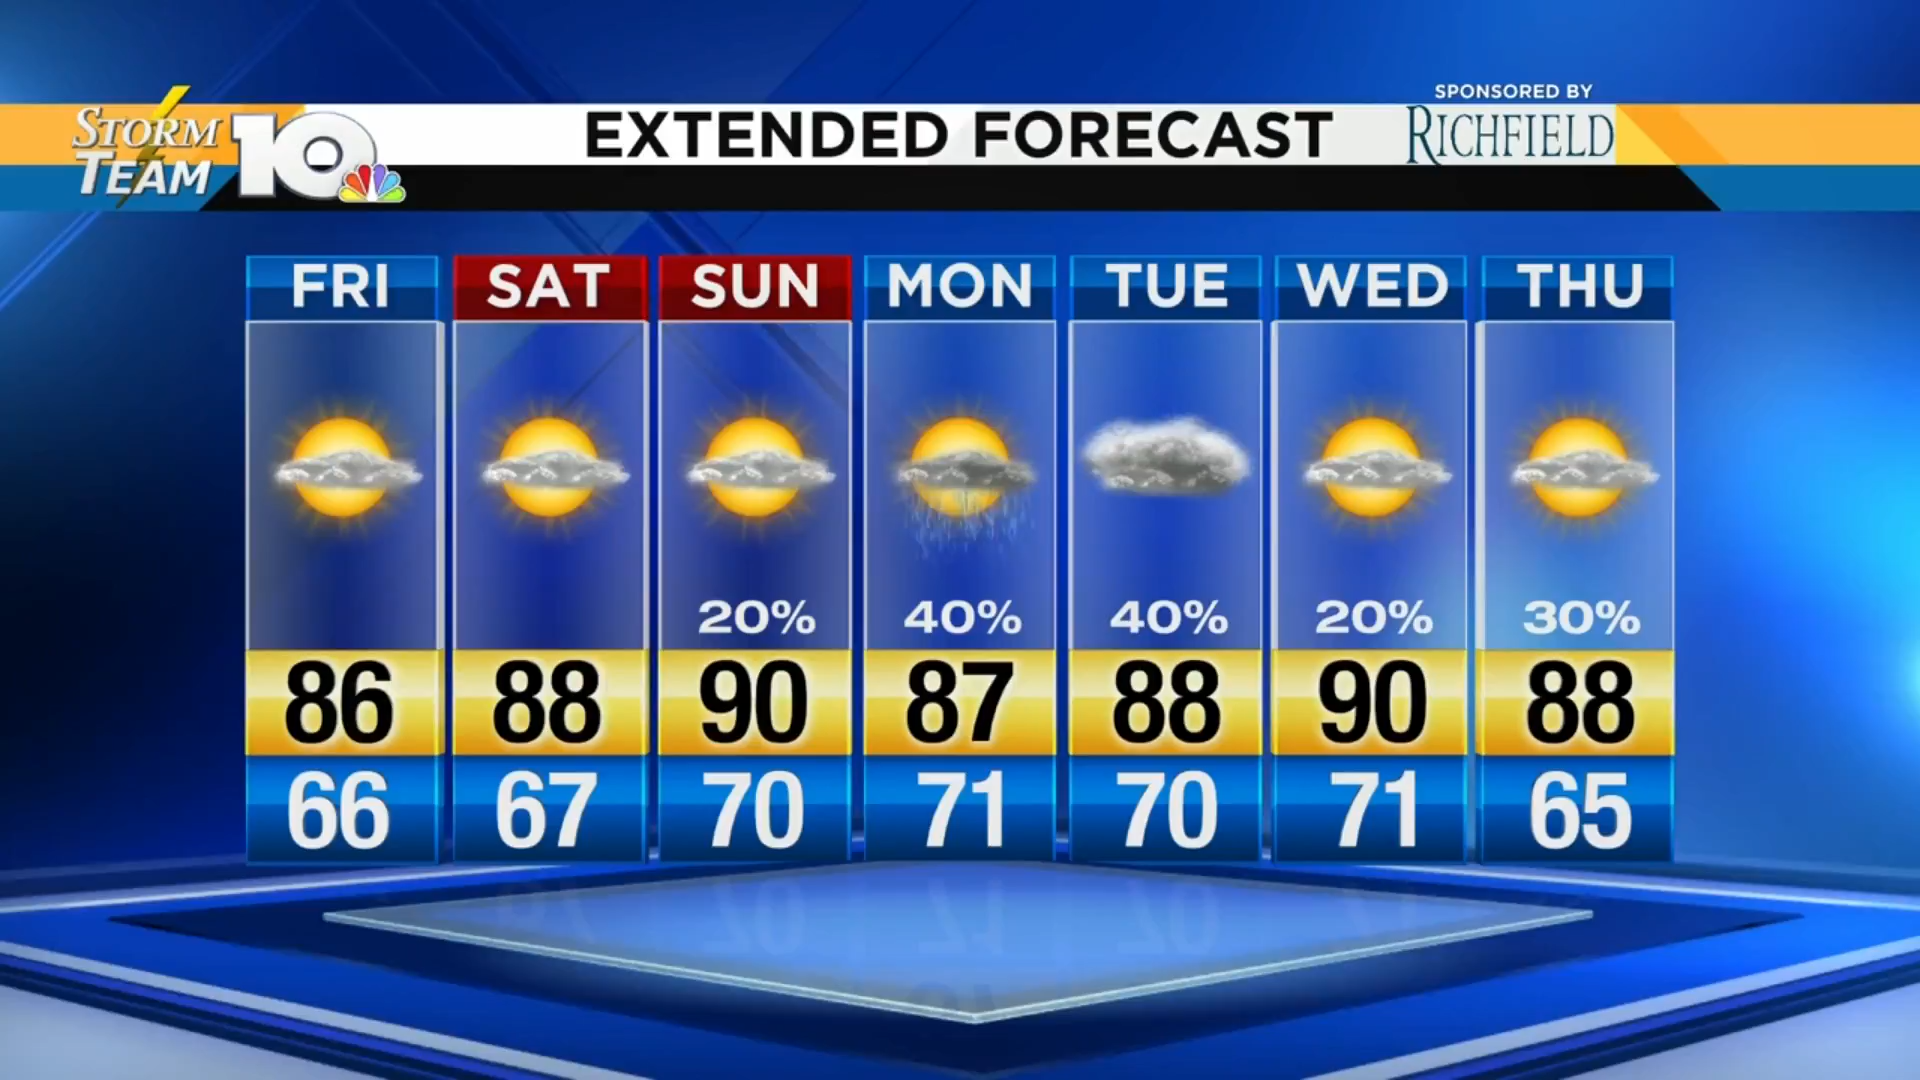 SPONSORED BY
STORM TEAM 10
EXTENDED FORECAST
RICHFIELD
FRI SAT SUN MON TUE WED THU
20% 40% 40% 20% 30%
86 88 90 87 88 90 88
66 67 70 71 70 71 65